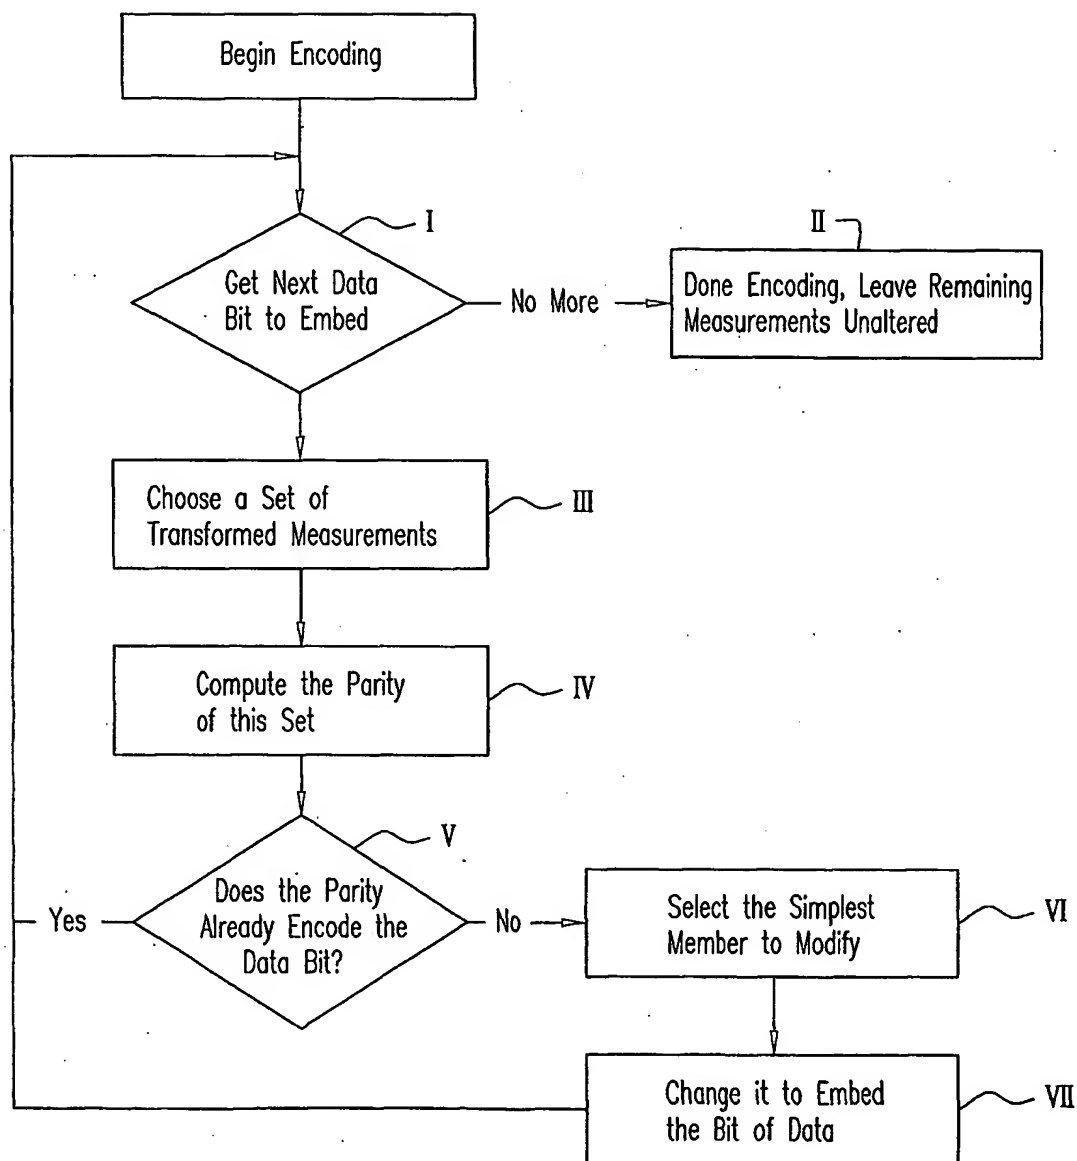 Begin Encoding
I
II
Get Next Data
Bit to Embed
No More
Done Encoding, Leave Remaining
Measurements Unaltered
Choose a Set of
Transformed Measurements
III
Compute the Parity
of this Set
IV
V
Does the Parity
Already Encode the
Data Bit?
Yes
No
Select the Simplest
Member to Modify
VI
Change it to Embed
the Bit of Data
VII